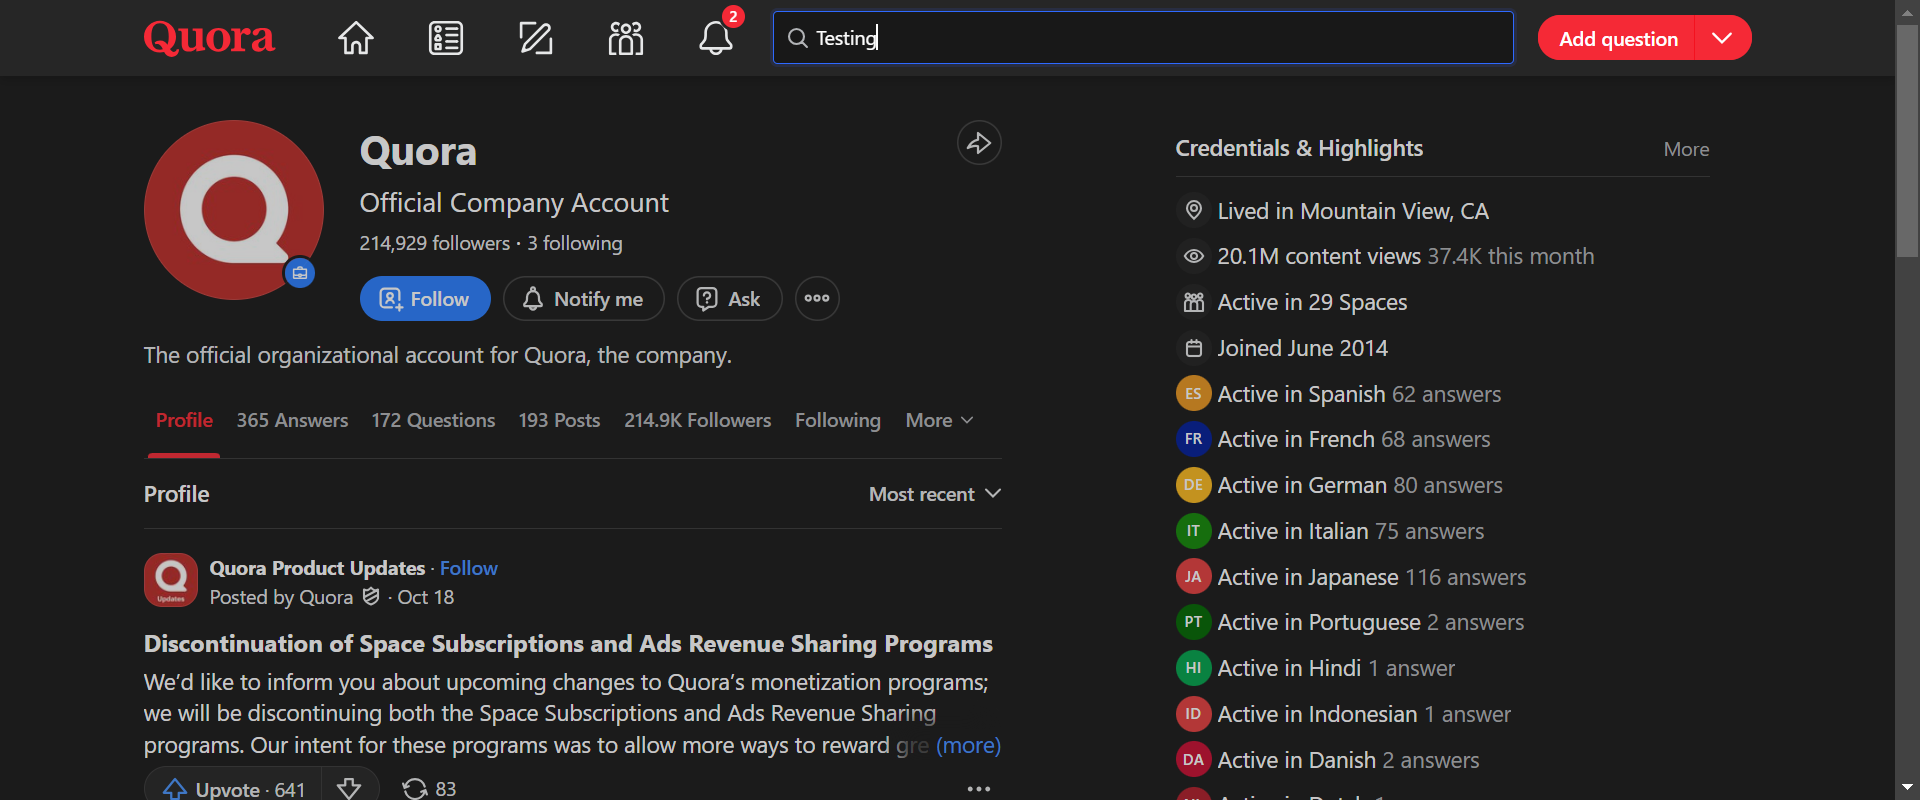 Quora
2
Testing
Add question
Quora
Official Company Account
214,929 followers · 3 following
Follow
Notify me
Ask
The official organizational account for Quora, the company.
Profile
365 Answers
172 Questions
193 Posts
214.9K Followers
Following
More
Profile
Most recent
Updates
Quora Product Updates · Follow
Posted by Quora · Oct 18
Discontinuation of Space Subscriptions and Ads Revenue Sharing Programs
We’d like to inform you about upcoming changes to Quora’s monetization programs;
we will be discontinuing both the Space Subscriptions and Ads Revenue Sharing
programs. Our intent for these programs was to allow more ways to reward gre (more)
Upvote · 641
83
Credentials & Highlights
More
Lived in Mountain View, CA
20.1M content views 37.4K this month
Active in 29 Spaces
Joined June 2014
ES Active in Spanish 62 answers
FR Active in French 68 answers
DE Active in German 80 answers
IT Active in Italian 75 answers
JA Active in Japanese 116 answers
PT Active in Portuguese 2 answers
HI Active in Hindi 1 answer
ID Active in Indonesian 1 answer
DA Active in Danish 2 answers